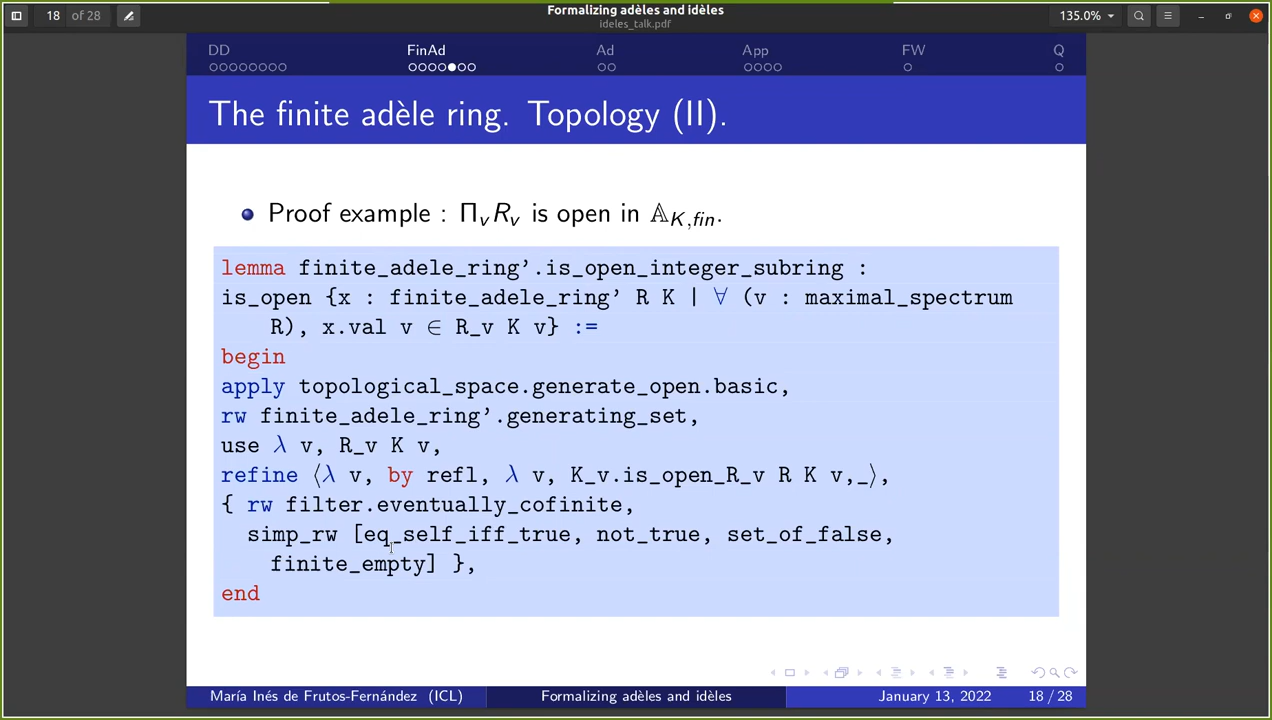 Formalizing adèles and idèles
ideles_talk.pdf
18 of 28
135.0%
DD FinAd Ad App FW Q
The finite adèle ring. Topology (II).
Proof example : Π_v R_v is open in 𝔸_{K,fin}.
lemma finite_adele_ring’.is_open_integer_subring :
is_open {x : finite_adele_ring’ R K | ∀ (v : maximal_spectrum
R), x.val v ∈ R_v K v} :=
begin
apply topological_space.generate_open.basic,
rw finite_adele_ring’.generating_set,
use λ v, R_v K v,
refine ⟨λ v, by refl, λ v, K_v.is_open_R_v R K v,_⟩,
{ rw filter.eventually_cofinite,
simp_rw [eq_self_iff_true, not_true, set_of_false,
finite_empty] },
end
María Inés de Frutos-Fernández (ICL) Formalizing adèles and idèles January 13, 2022 18 / 28